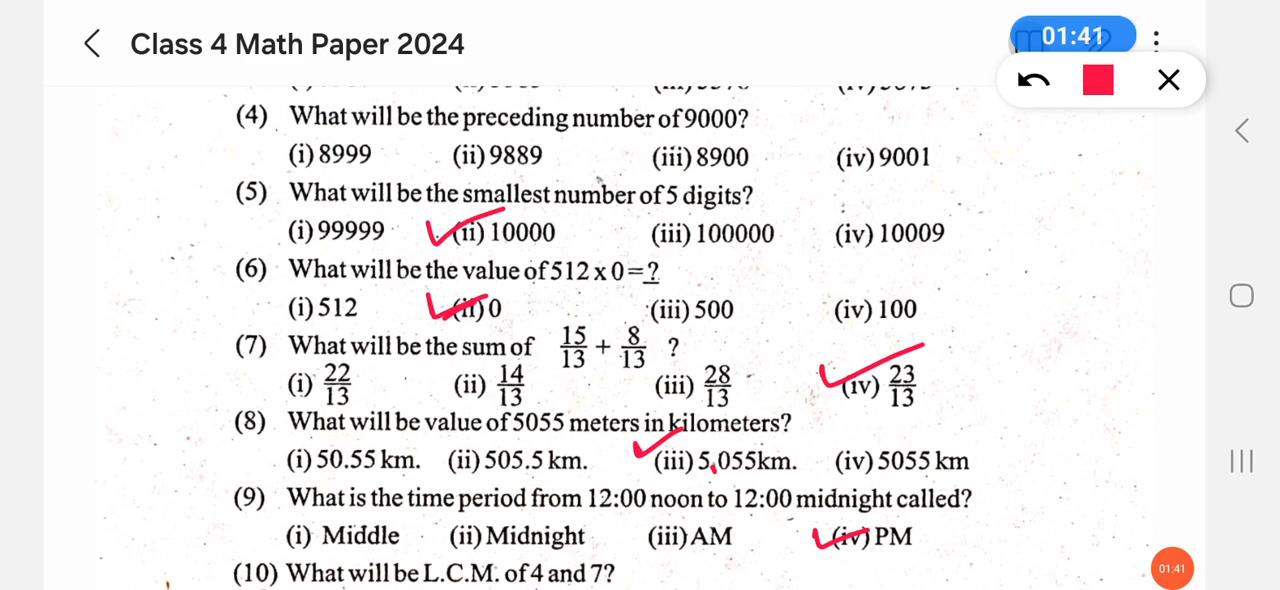 Class 4 Math Paper 2024
01:41
(4) What will be the preceding number of 9000?
(i) 8999 (ii) 9889 (iii) 8900 (iv) 9001
(5) What will be the smallest number of 5 digits?
(i) 99999 (ii) 10000 (iii) 100000 (iv) 10009
(6) What will be the value of 512 x 0=?
(i) 512 (ii) 0 (iii) 500 (iv) 100
(7) What will be the sum of 15/13 + 8/13 ?
(i) 22/13 (ii) 14/13 (iii) 28/13 (iv) 23/13
(8) What will be value of 5055 meters in kilometers?
(i) 50.55 km. (ii) 505.5 km. (iii) 5,055km. (iv) 5055 km
(9) What is the time period from 12:00 noon to 12:00 midnight called?
(i) Middle (ii) Midnight (iii) AM (iv) PM
(10) What will be L.C.M. of 4 and 7?
01:41